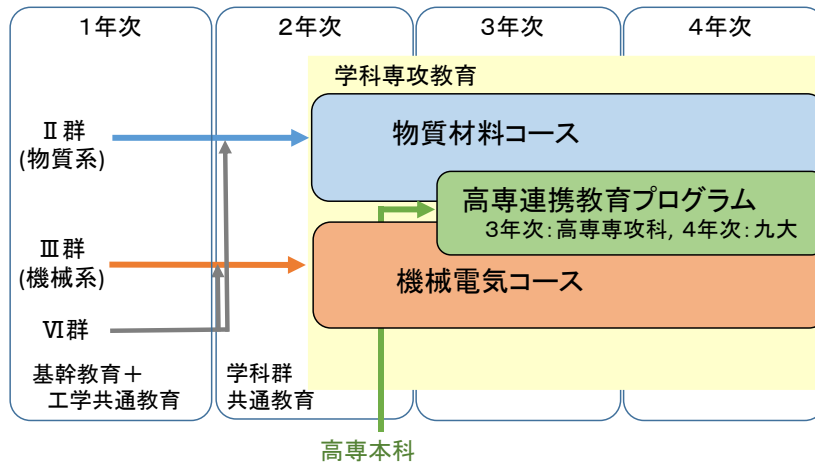 1年次
2年次
3年次
4年次
学科専攻教育
Ⅱ群
(物質系)
物質材料コース
高専連携教育プログラム
3年次：高専専攻科, 4年次：九大
Ⅲ群
(機械系)
機械電気コース
Ⅵ群
基幹教育＋
工学共通教育
学科群
共通教育
高専本科